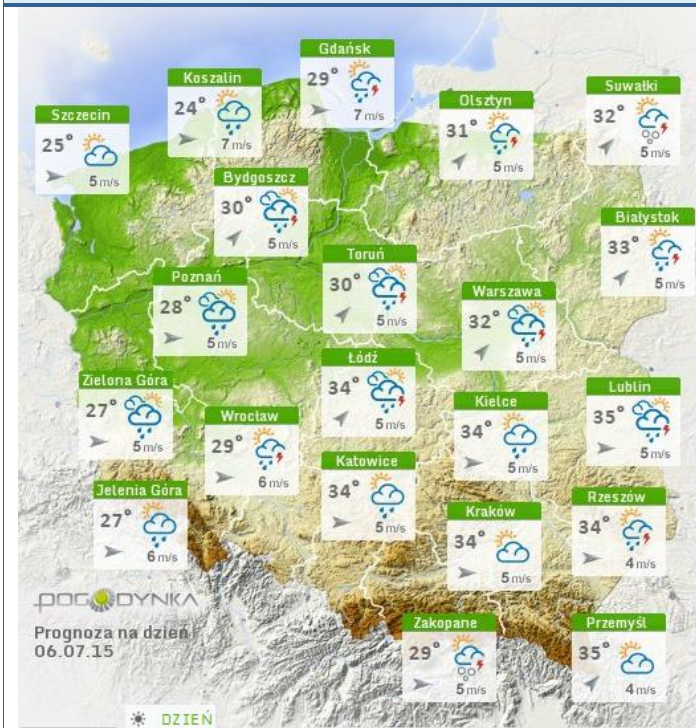 Gdańsk
29°
7 m/s
Koszalin
24°
7 m/s
Szczecin
25°
5 m/s
Olsztyn
31°
5 m/s
Suwałki
32°
5 m/s
Bydgoszcz
30°
5 m/s
Białystok
33°
5 m/s
Toruń
30°
5 m/s
Poznań
28°
5 m/s
Warszawa
32°
5 m/s
Łódź
34°
5 m/s
Zielona Góra
27°
5 m/s
Wrocław
29°
6 m/s
Kielce
34°
5 m/s
Lublin
35°
5 m/s
Katowice
34°
5 m/s
Jelenia Góra
27°
6 m/s
Kraków
34°
5 m/s
Rzeszów
34°
4 m/s
Zakopane
29°
5 m/s
Przemyśl
35°
4 m/s
POGODYNKA
Prognoza na dzień
06.07.15
DZIEŃ